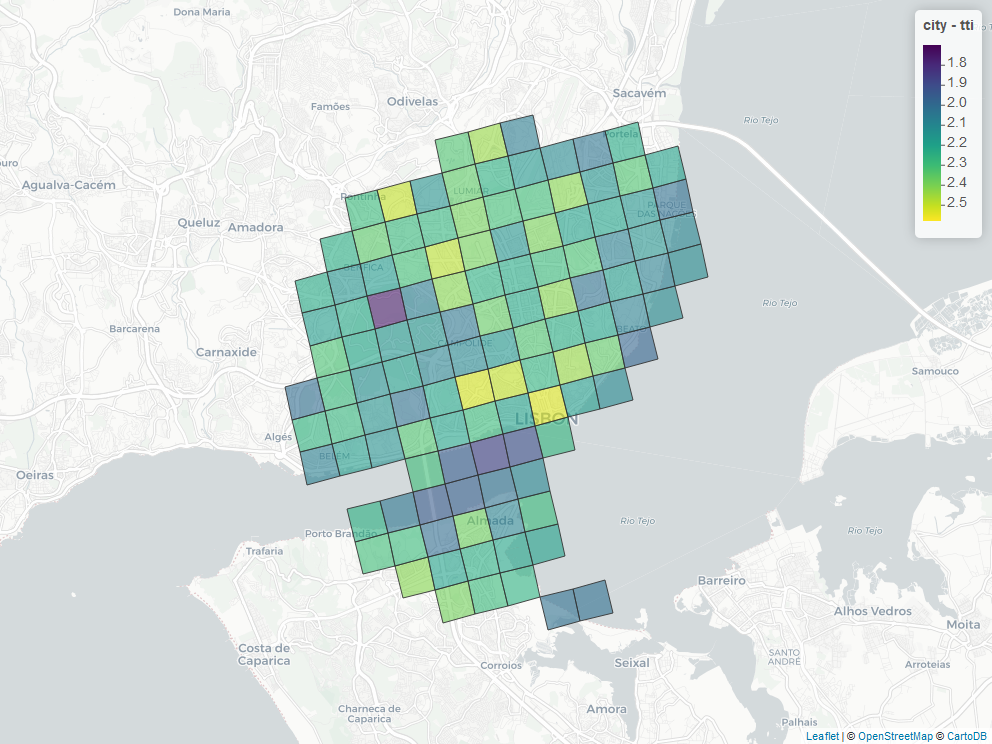 Dona Maria
city - tti
1.8
1.9
2.0
2.1
2.2
2.3
2.4
2.5
Sacavém
Odivelas
Famões
Rio Tejo
Portela
Agualva-Cacém
Pontinha
LUMIAR
PARQUE
DAS NAÇÕES
Queluz
Amadora
BENFICA
Rio Tejo
Barcarena
CAMPOLIDE
BEATO
Carnaxide
Samouco
LISBON
Algés
BELÉM
Oeiras
Almada
Rio Tejo
Rio Tejo
Porto Brandão
Trafaria
Barreiro
Alhos Vedros
Moita
Costa de
Caparica
SANTO
ANDRÉ
Corroios
Seixal
Arroteias
Charneca de
Caparica
Amora
Palhais
Leaflet | © OpenStreetMap © CartoDB